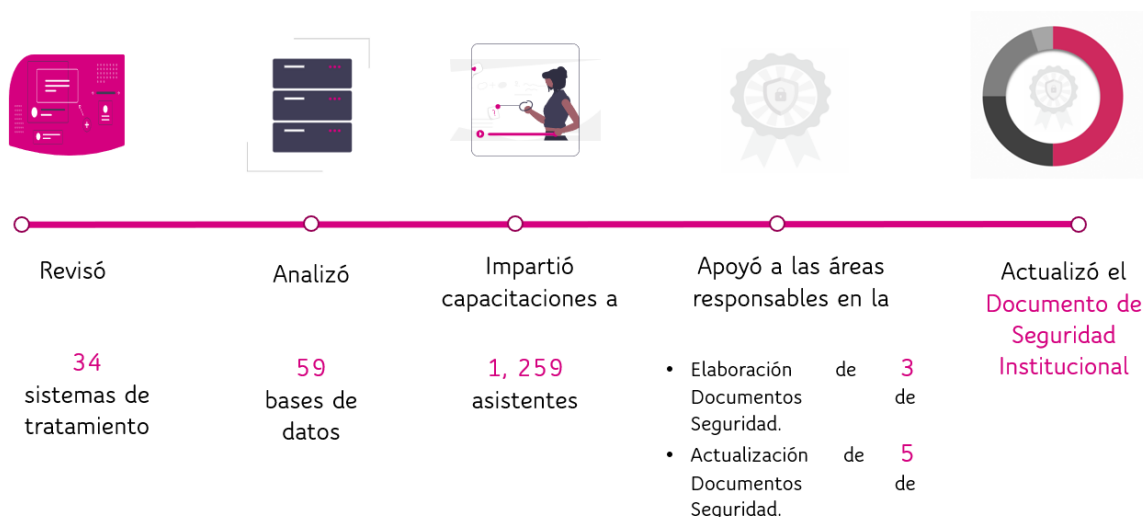 Revisó
34
sistemas de
tratamiento
Analizó
59
bases de
datos
Impartió
capacitaciones a
1, 259
asistentes
Apoyó a las áreas
responsables en la
• Elaboración de 3
Documentos de
Seguridad.
• Actualización de 5
Documentos de
Seguridad.
Actualizó el
Documento de
Seguridad
Institucional